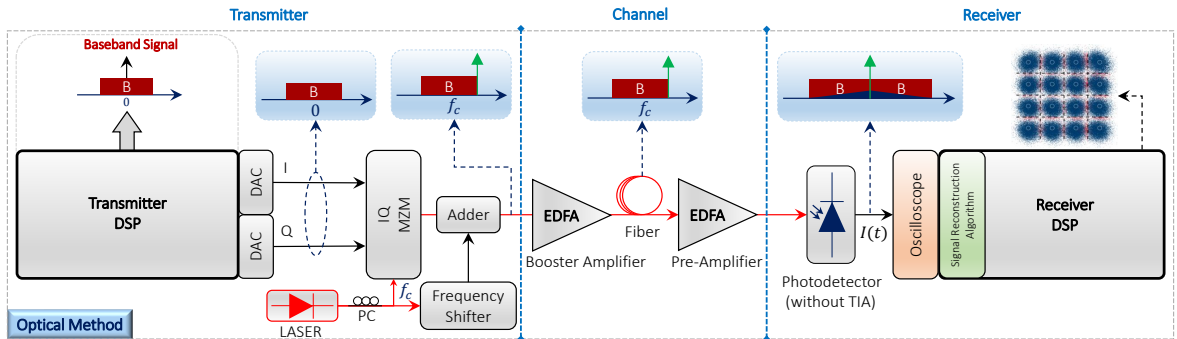 Transmitter
Channel
Receiver
Baseband Signal
B
0
B
0
B
f_c
B
f_c
B B
Transmitter
DSP
DAC
DAC
I
Q
IQ
MZM
Adder
f_c
Frequency
Shifter
LASER
PC
EDFA
Booster Amplifier
Fiber
EDFA
Pre-Amplifier
Photodetector
(without TIA)
I(t)
Oscilloscope
Signal Reconstruction
Algorithm
Receiver
DSP
Optical Method